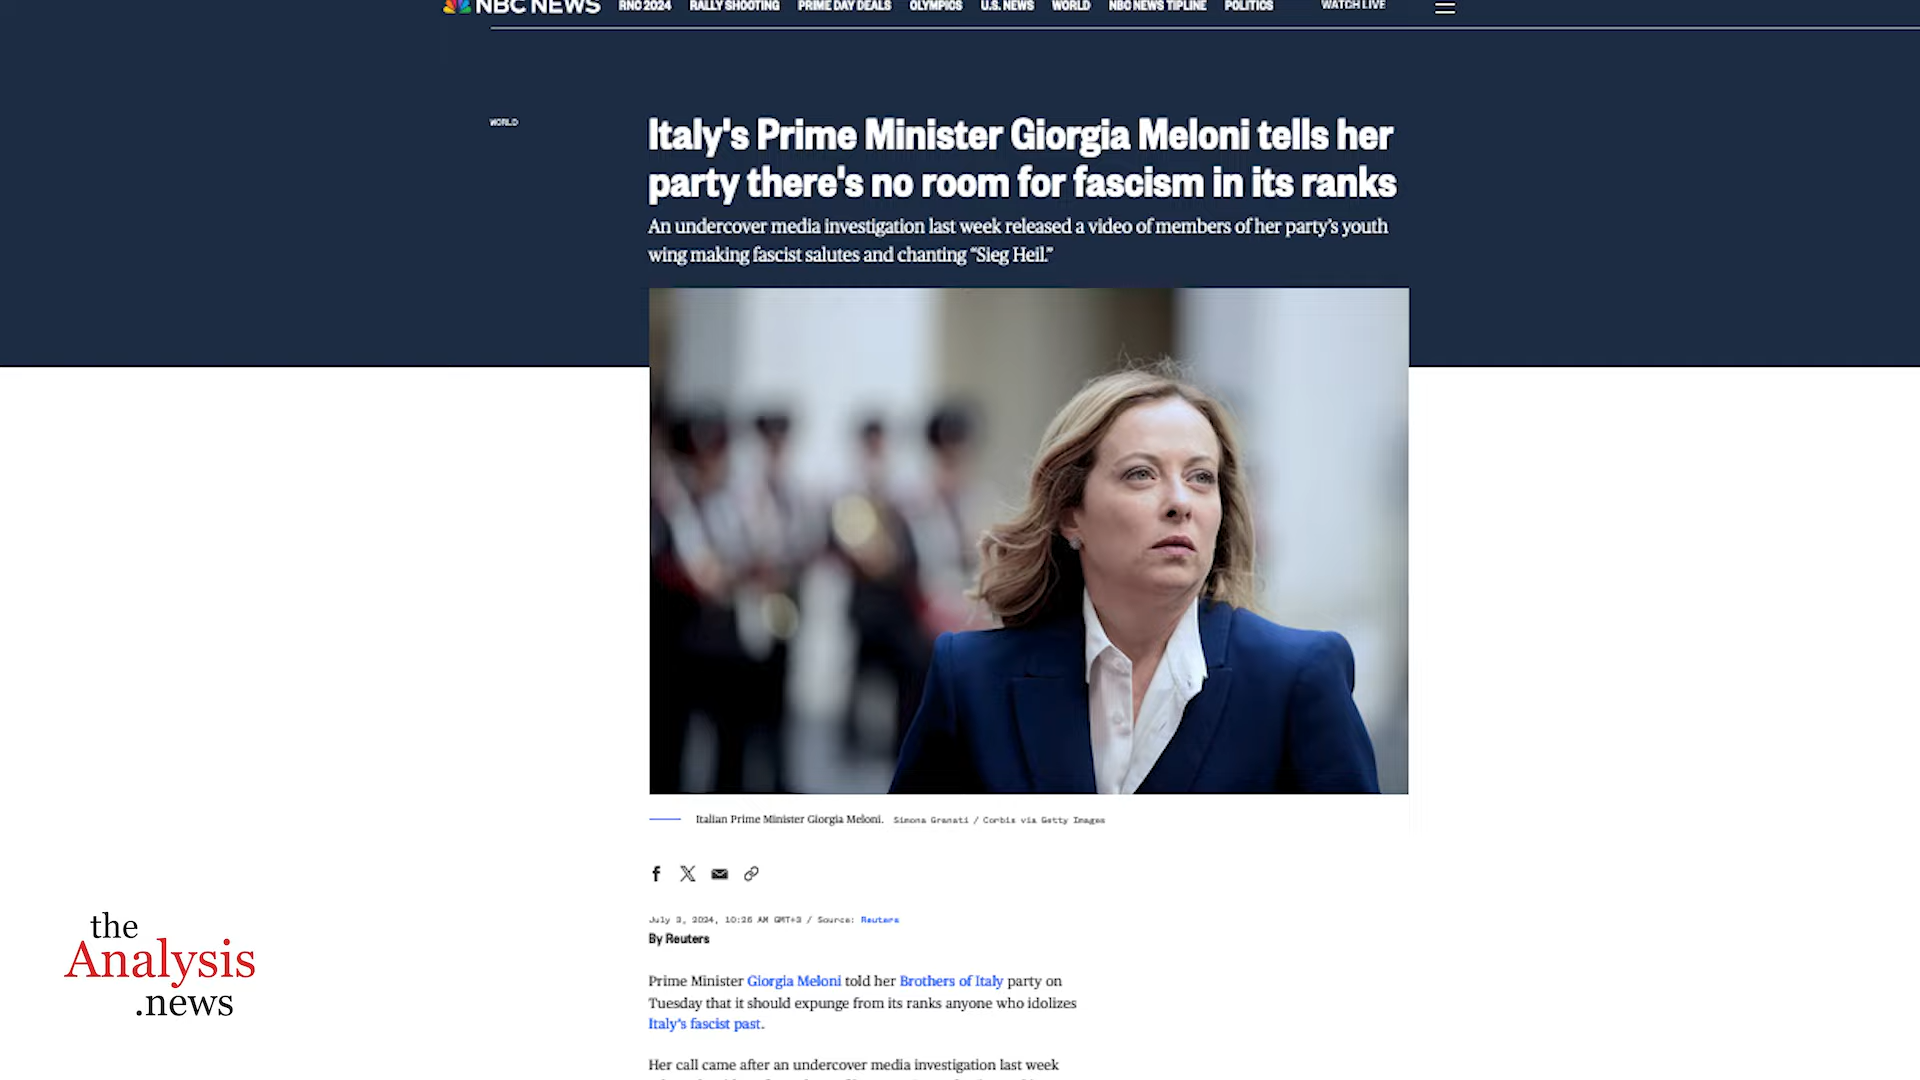 NBC NEWS RNC 2024 RALLY SHOOTING PRIME DAY DEALS OLYMPICS U.S. NEWS WORLD NBC NEWS TIPLINE POLITICS WATCH LIVE
WORLD
Italy's Prime Minister Giorgia Meloni tells her
party there's no room for fascism in its ranks
An undercover media investigation last week released a video of members of her party’s youth
wing making fascist salutes and chanting “Sieg Heil.”
Italian Prime Minister Giorgia Meloni. Simona Granati / Corbis via Getty Images
July 3, 2024, 10:26 AM GMT+3 / Source: Reuters
By Reuters
Prime Minister Giorgia Meloni told her Brothers of Italy party on
Tuesday that it should expunge from its ranks anyone who idolizes
Italy’s fascist past.
Her call came after an undercover media investigation last week
the
Analysis
.news